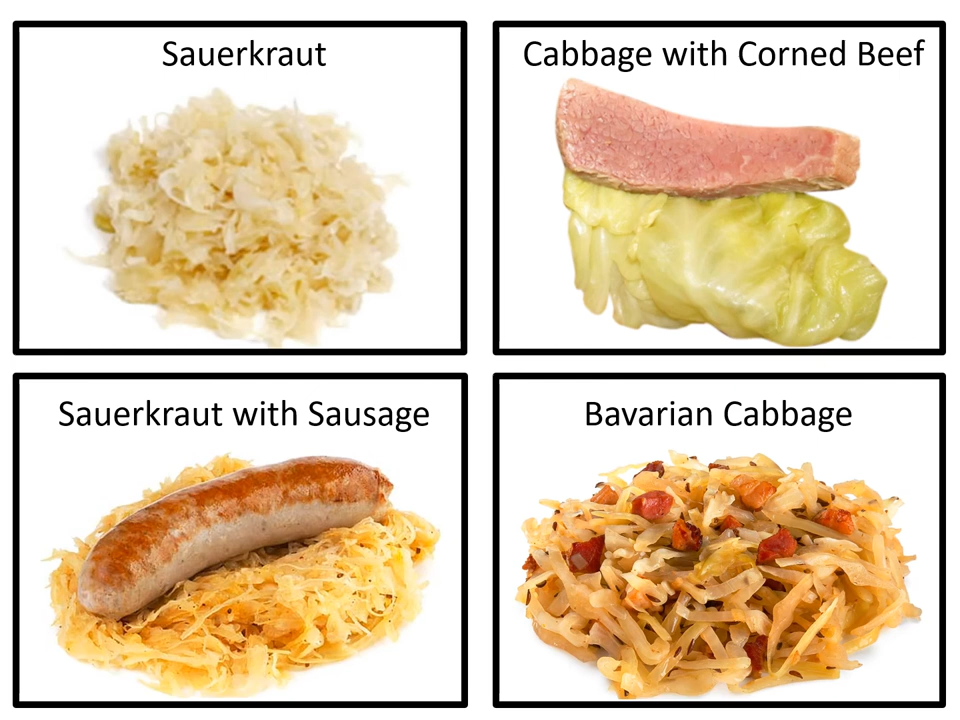 Sauerkraut
Cabbage with Corned Beef
Sauerkraut with Sausage
Bavarian Cabbage